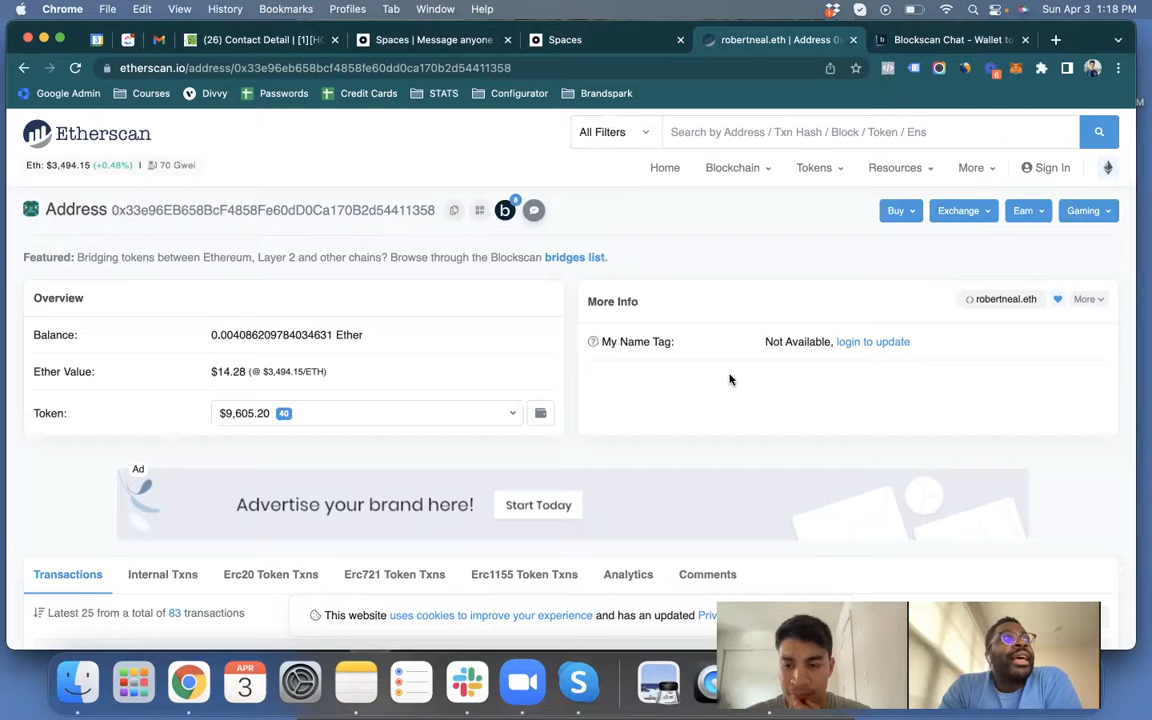 Chrome File Edit View History Bookmarks Profiles Tab Window Help Sun Apr 3 1:18 PM
(26) Contact Detail | [1][HC Spaces | Message anyone Spaces robertneal.eth | Address 0x Blockscan Chat - Wallet to
etherscan.io/address/0x33e96eb658bcf4858fe60dd0ca170b2d54411358
Google Admin Courses Divvy Passwords Credit Cards STATS Configurator Brandspark
Etherscan
All Filters Search by Address / Txn Hash / Block / Token / Ens
Eth: $3,494.15 (+0.48%) | 70 Gwei
Home Blockchain Tokens Resources More Sign In
Address 0x33e96EB658BcF4858Fe60dD0Ca170B2d54411358 b 8
Buy Exchange Earn Gaming
Featured: Bridging tokens between Ethereum, Layer 2 and other chains? Browse through the Blockscan bridges list.
Overview
Balance: 0.004086209784034631 Ether
Ether Value: $14.28 (@ $3,494.15/ETH)
Token: $9,605.20 40
More Info robertneal.eth More
My Name Tag: Not Available, login to update
Ad
Advertise your brand here! Start Today
Transactions Internal Txns Erc20 Token Txns Erc721 Token Txns Erc1155 Token Txns Analytics Comments
Latest 25 from a total of 83 transactions
This website uses cookies to improve your experience and has an updated Priv
APR
3